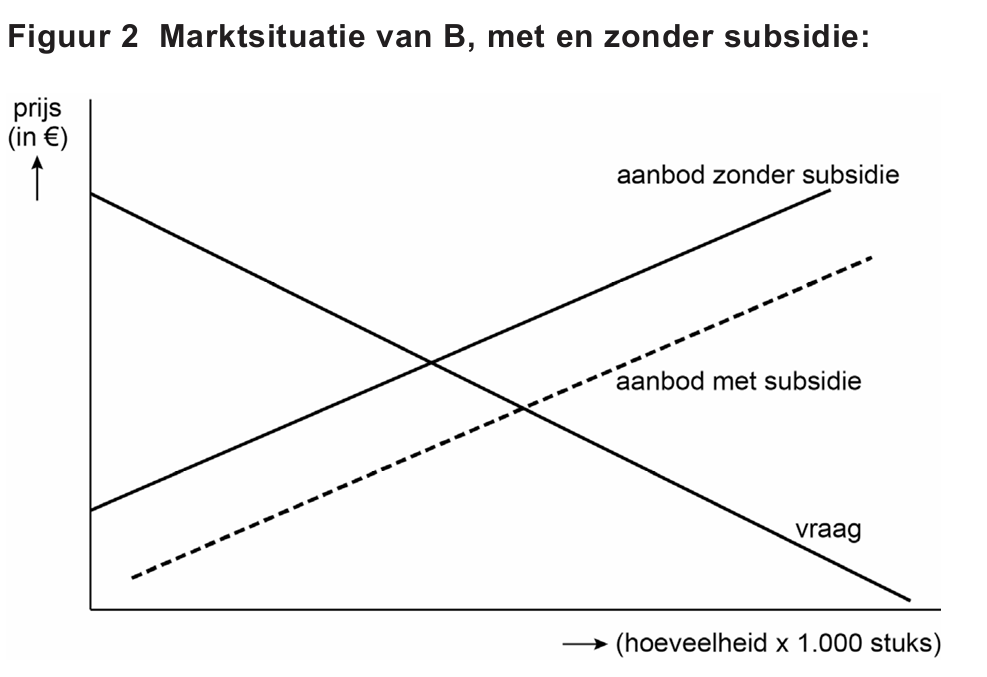 Figuur 2 Marktsituatie van B, met en zonder subsidie:
prijs
(in €)
aanbod zonder subsidie
aanbod met subsidie
vraag
(hoeveelheid x 1.000 stuks)